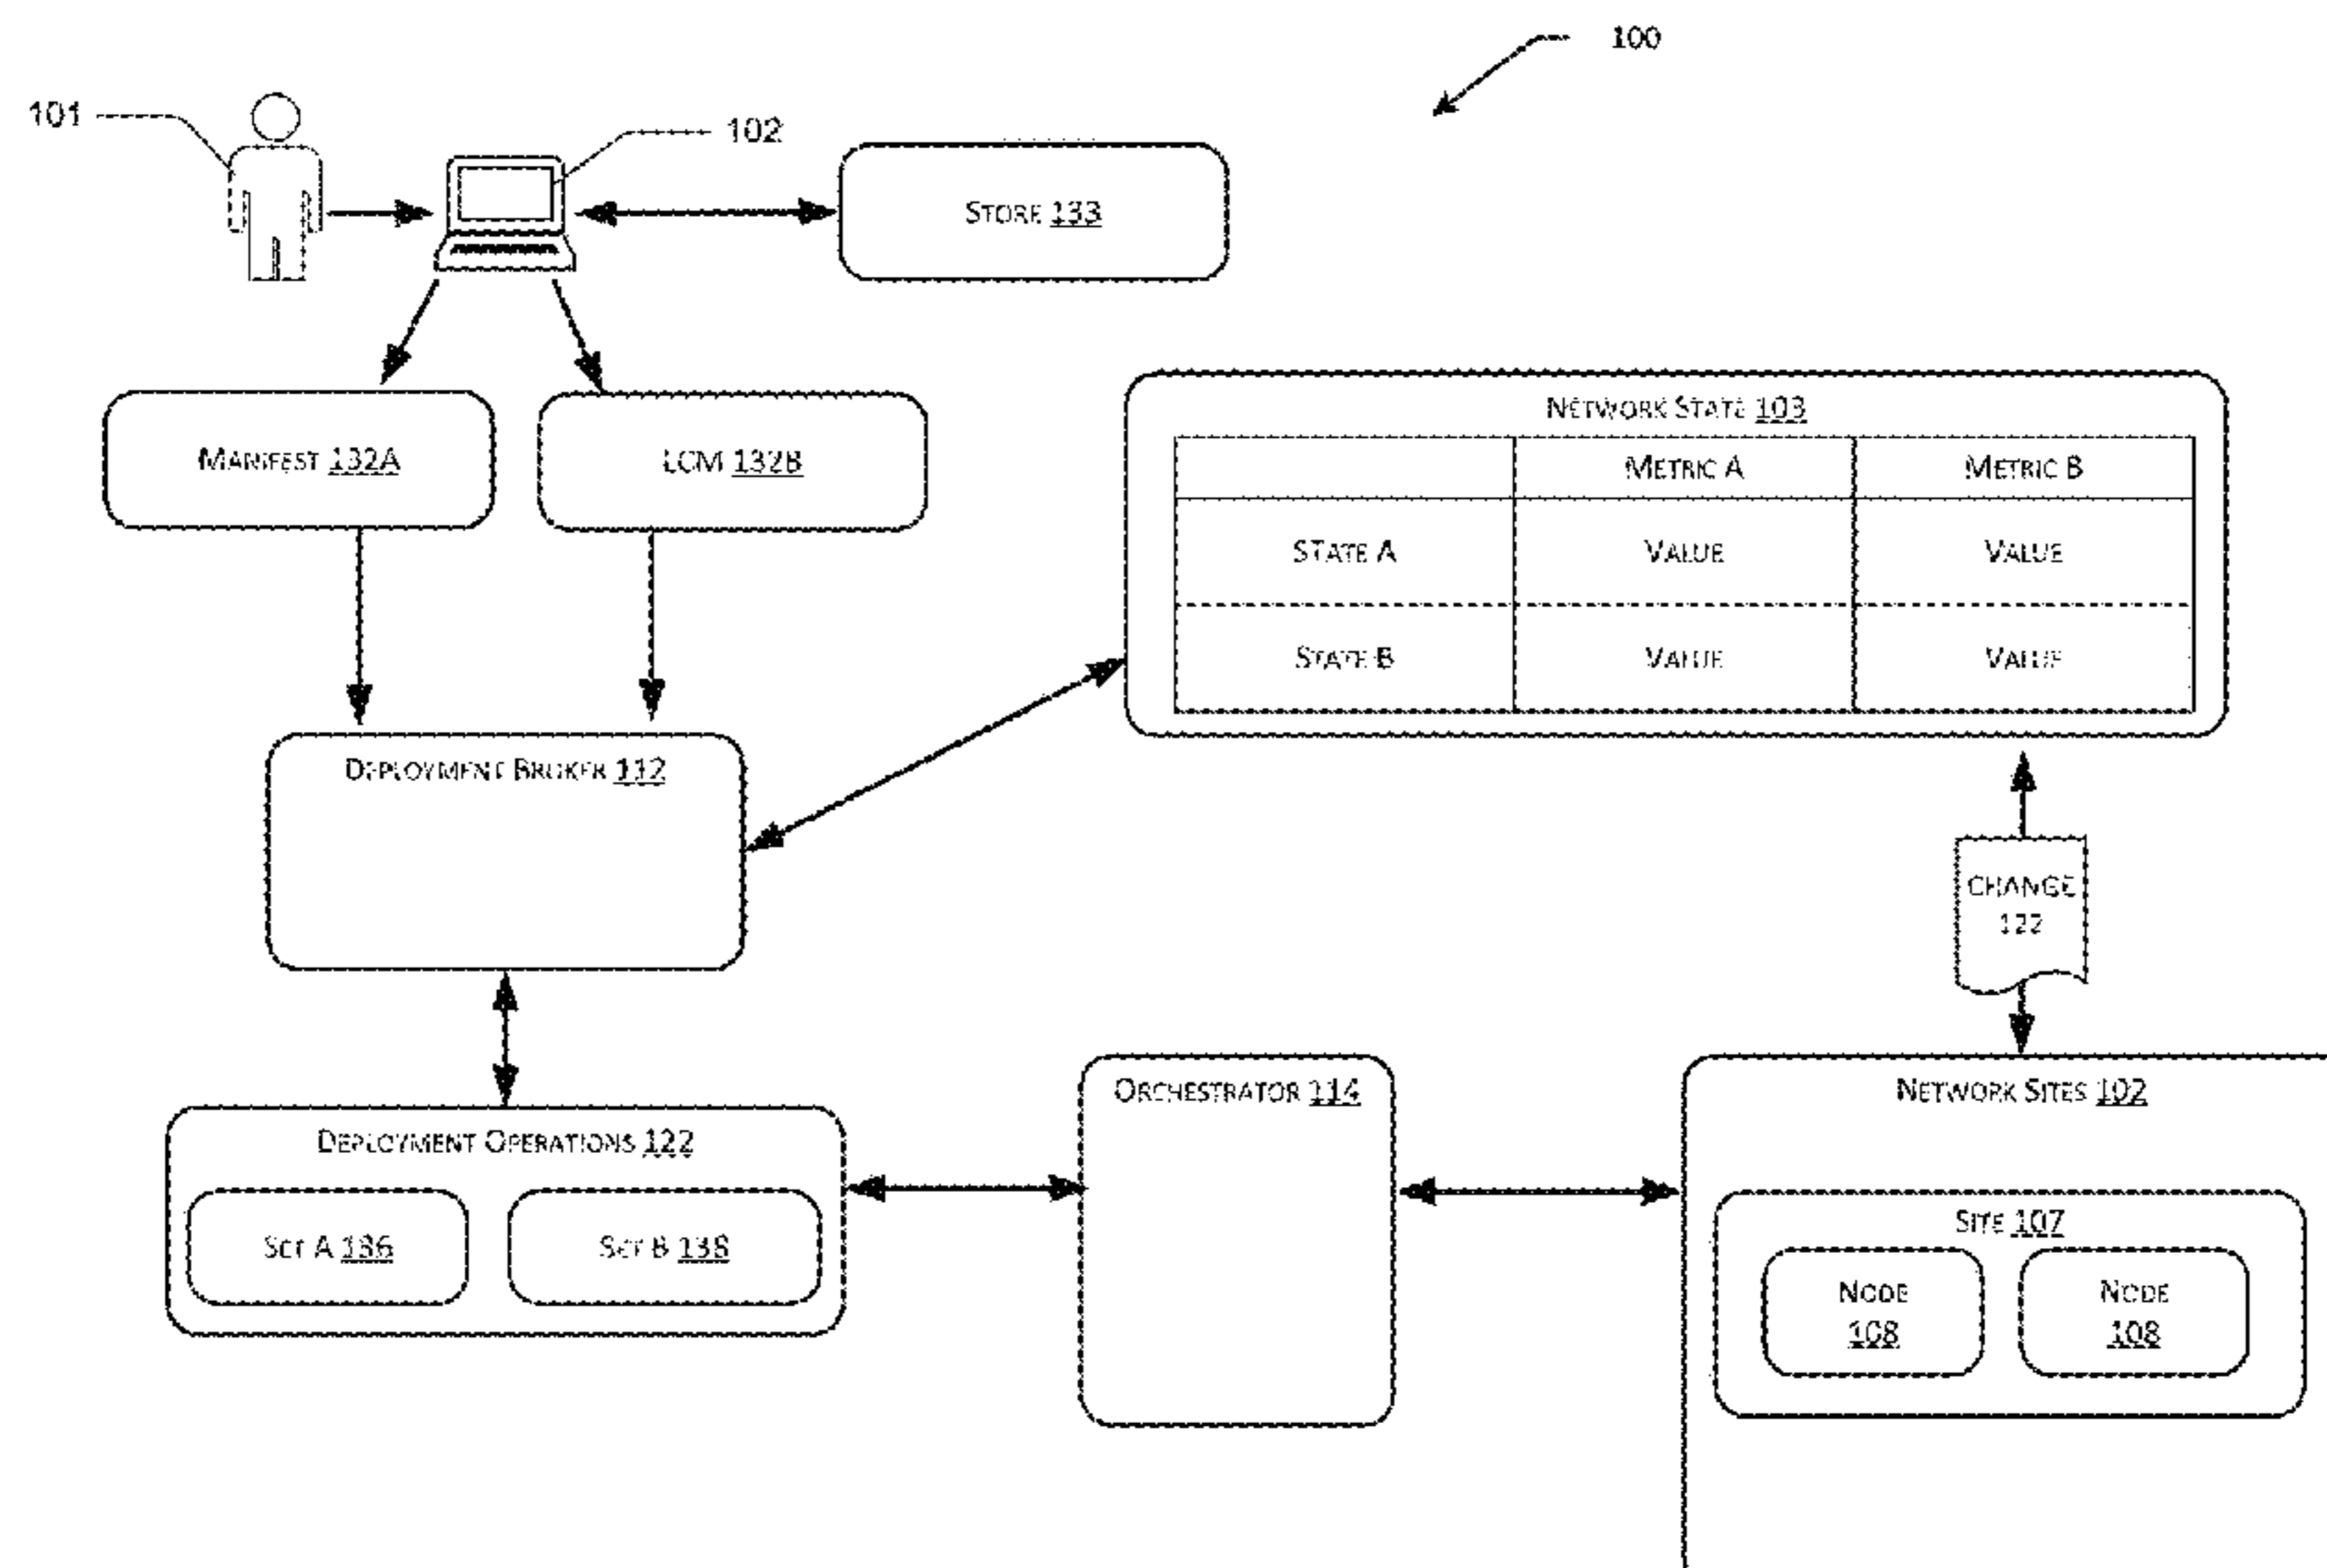 100
101
102
STORE 133
MANIFEST 132A
LCM 132B
NETWORK STATE 103
METRIC A
METRIC B
STATE A
VALUE
VALUE
STATE B
VALUE
VALUE
DEPLOYMENT BROKER 112
CHANGE
122
DEPLOYMENT OPERATIONS 122
SET A 136
SET B 138
ORCHESTRATOR 114
NETWORK SITES 102
SITE 107
NODE
108
NODE
108